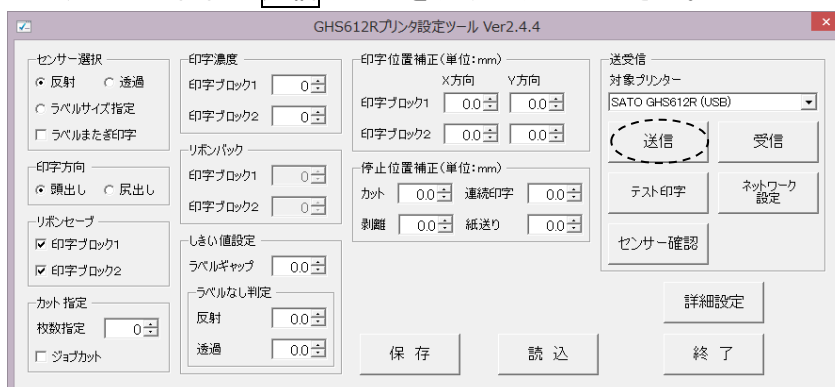 GHS612Rプリンタ設定ツール Ver2.4.4
センサー選択
反射 透過
ラベルサイズ指定
ラベルまたぎ印字
印字方向
頭出し 尻出し
リボンセーブ
印字ブロック1
印字ブロック2
カット指定
枚数指定 0
ジョブカット
印字濃度
印字ブロック1 0
印字ブロック2 0
リボンバック
印字ブロック1 0
印字ブロック2 0
しきい値設定
ラベルギャップ 0.0
ラベルなし判定
反射 0.0
透過 0.0
印字位置補正(単位:mm)
X方向 Y方向
印字ブロック1 0.0 0.0
印字ブロック2 0.0 0.0
停止位置補正(単位:mm)
カット 0.0 連続印字 0.0
剥離 0.0 紙送り 0.0
保存 読込
送受信
対象プリンター
SATO GHS612R (USB)
送信 受信
テスト印字 ネットワーク
設定
センサー確認
詳細設定
終了